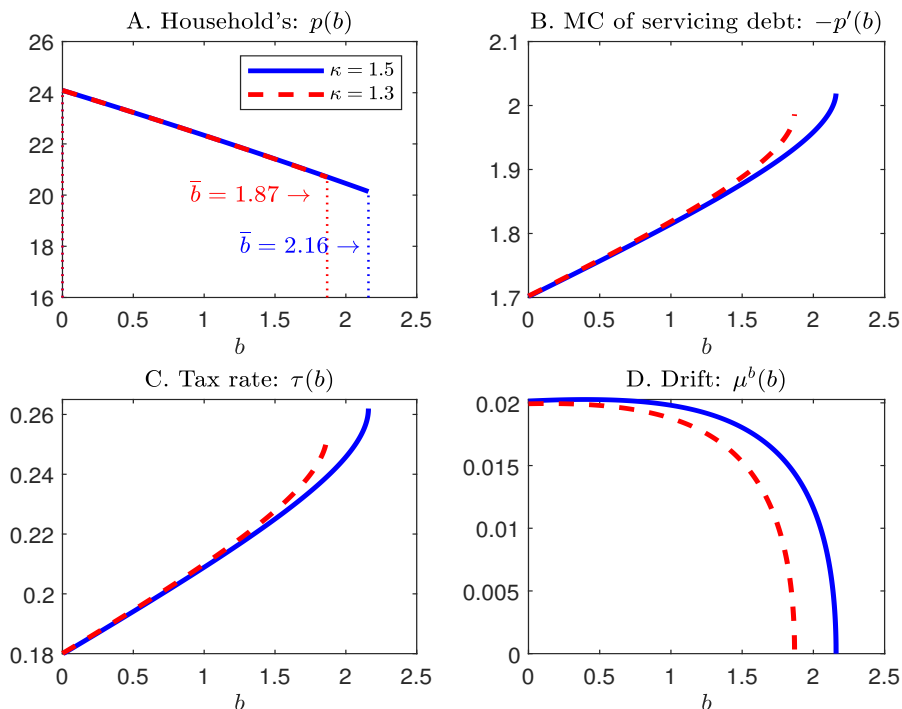 A. Household's: p(b)
26
24
22
20
18
16
κ = 1.5
κ = 1.3
b̅ = 1.87 →
b̅ = 2.16 →
0 0.5 1 1.5 2 2.5
b
B. MC of servicing debt: −p′(b)
2.1
2
1.9
1.8
1.7
0 0.5 1 1.5 2 2.5
b
C. Tax rate: τ(b)
0.26
0.24
0.22
0.2
0.18
0 0.5 1 1.5 2 2.5
b
D. Drift: μᵇ(b)
0.02
0.015
0.01
0.005
0
0 0.5 1 1.5 2 2.5
b